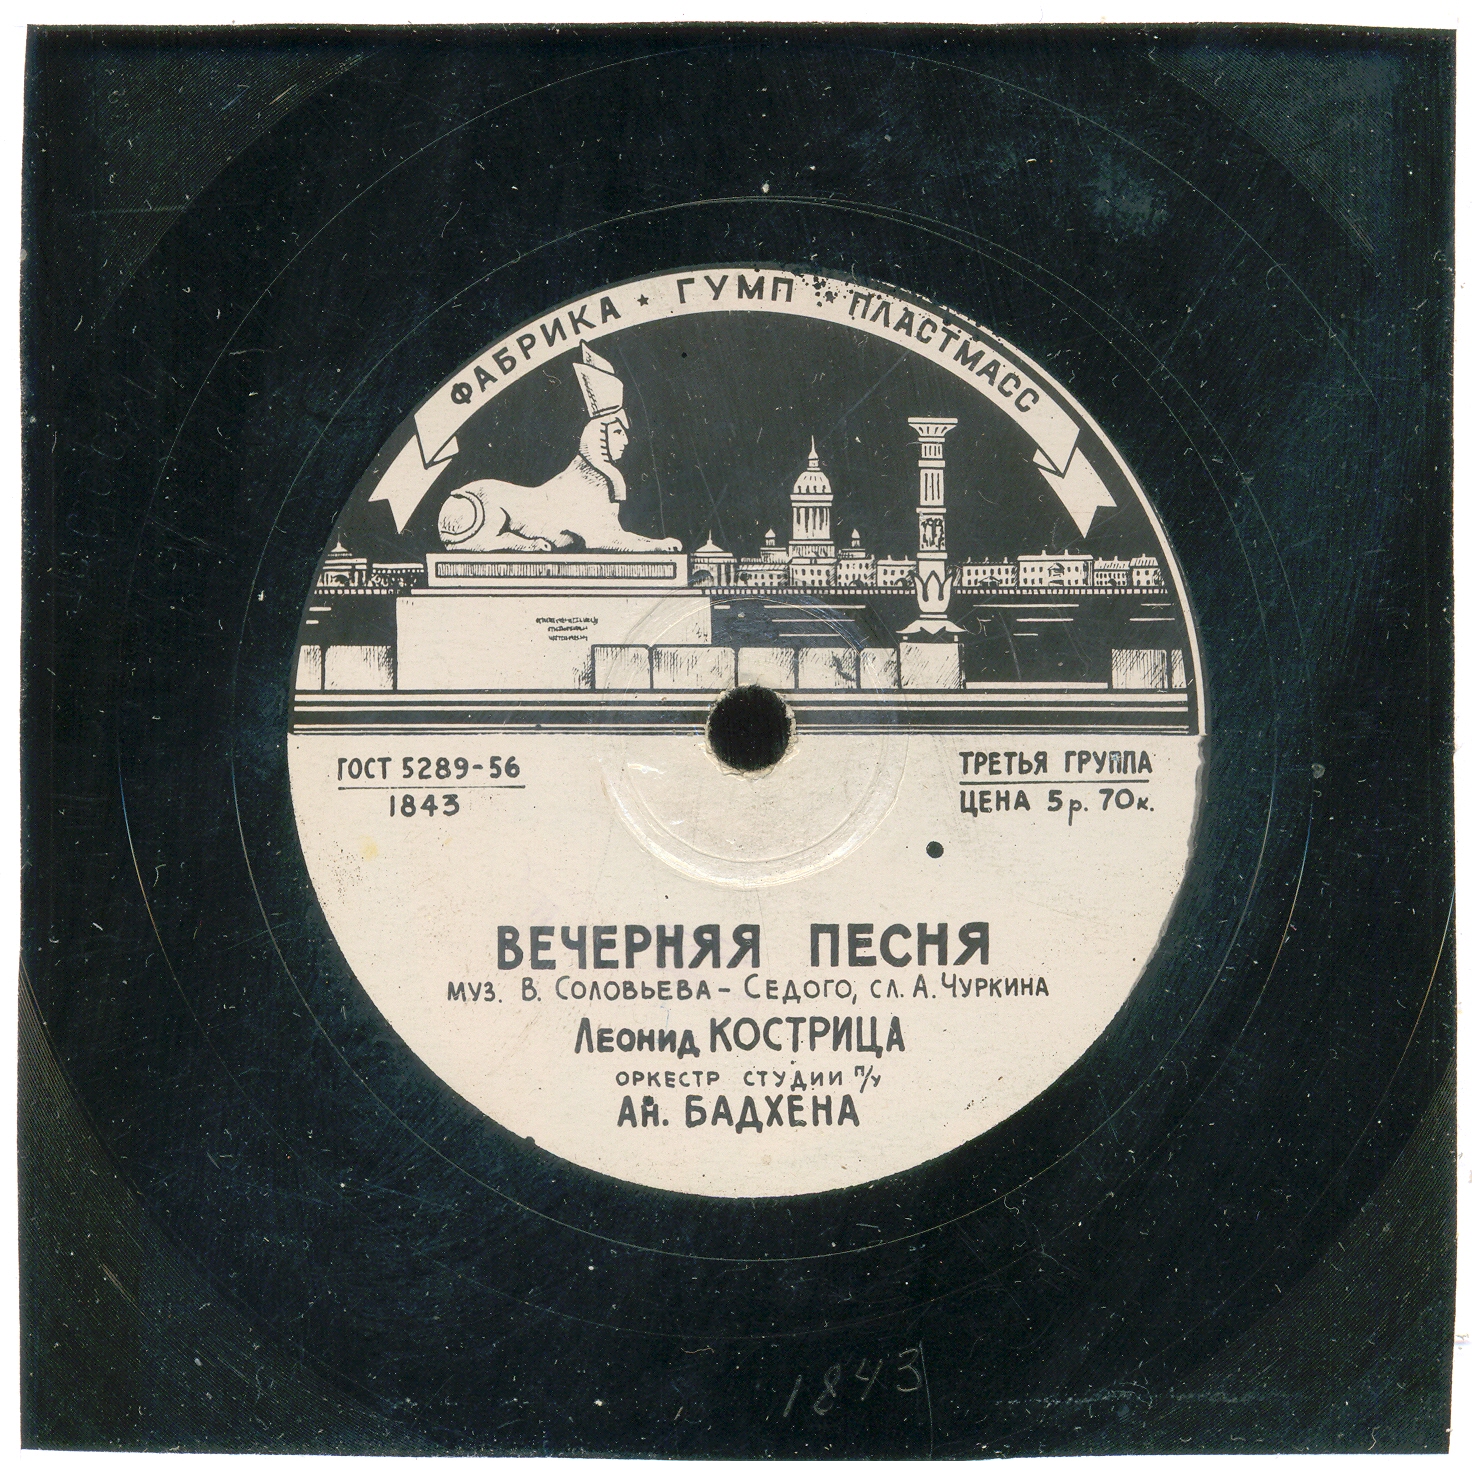 ФАБРИКА ★ ГУМП ★ ПЛАСТМАСС
ГОСТ 5289-56
1843
ТРЕТЬЯ ГРУППА
ЦЕНА 5р. 70к.
ВЕЧЕРНЯЯ ПЕСНЯ
МУЗ. В. СОЛОВЬЕВА-СЕДОГО, СЛ. А. ЧУРКИНА
Леонид КОСТРИЦА
ОРКЕСТР СТУДИИ П/У
АН. БАДХЕНА
1843